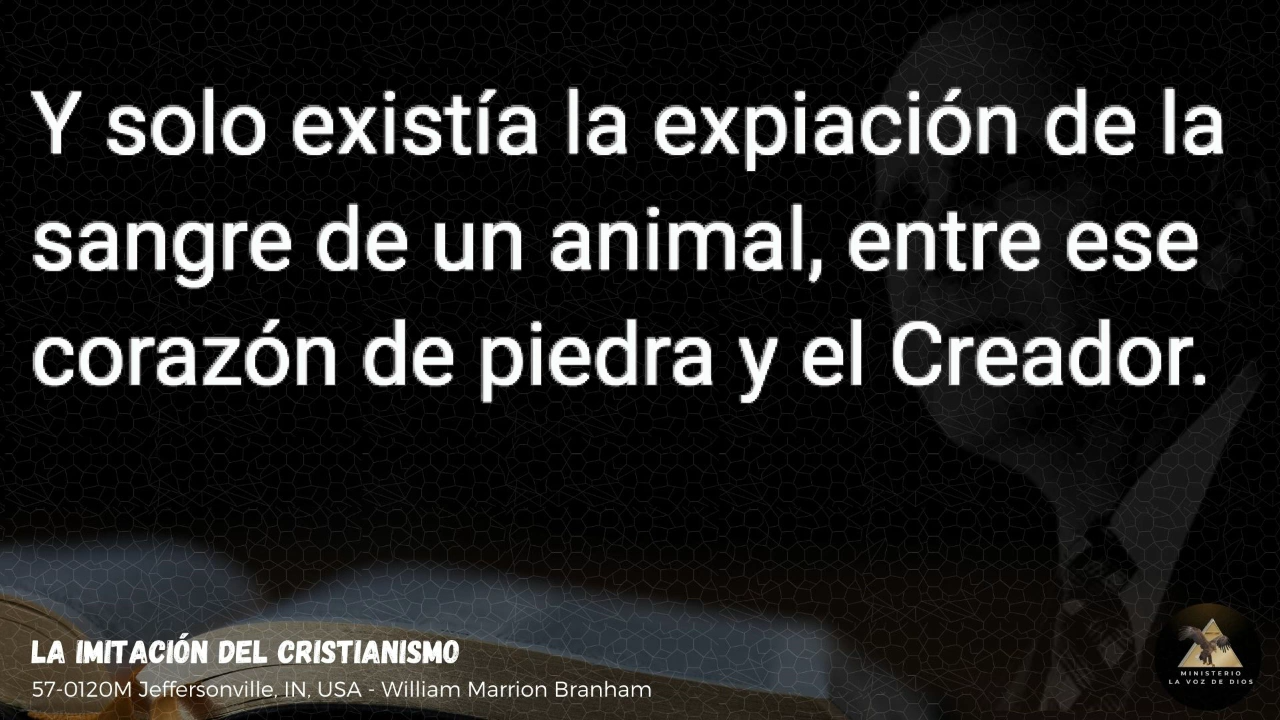 Y solo existía la expiación de la
sangre de un animal, entre ese
corazón de piedra y el Creador.
LA IMITACIÓN DEL CRISTIANISMO
57-0120M Jeffersonville, IN, USA - William Marrion Branham
MINISTERIO
LA VOZ DE DIOS